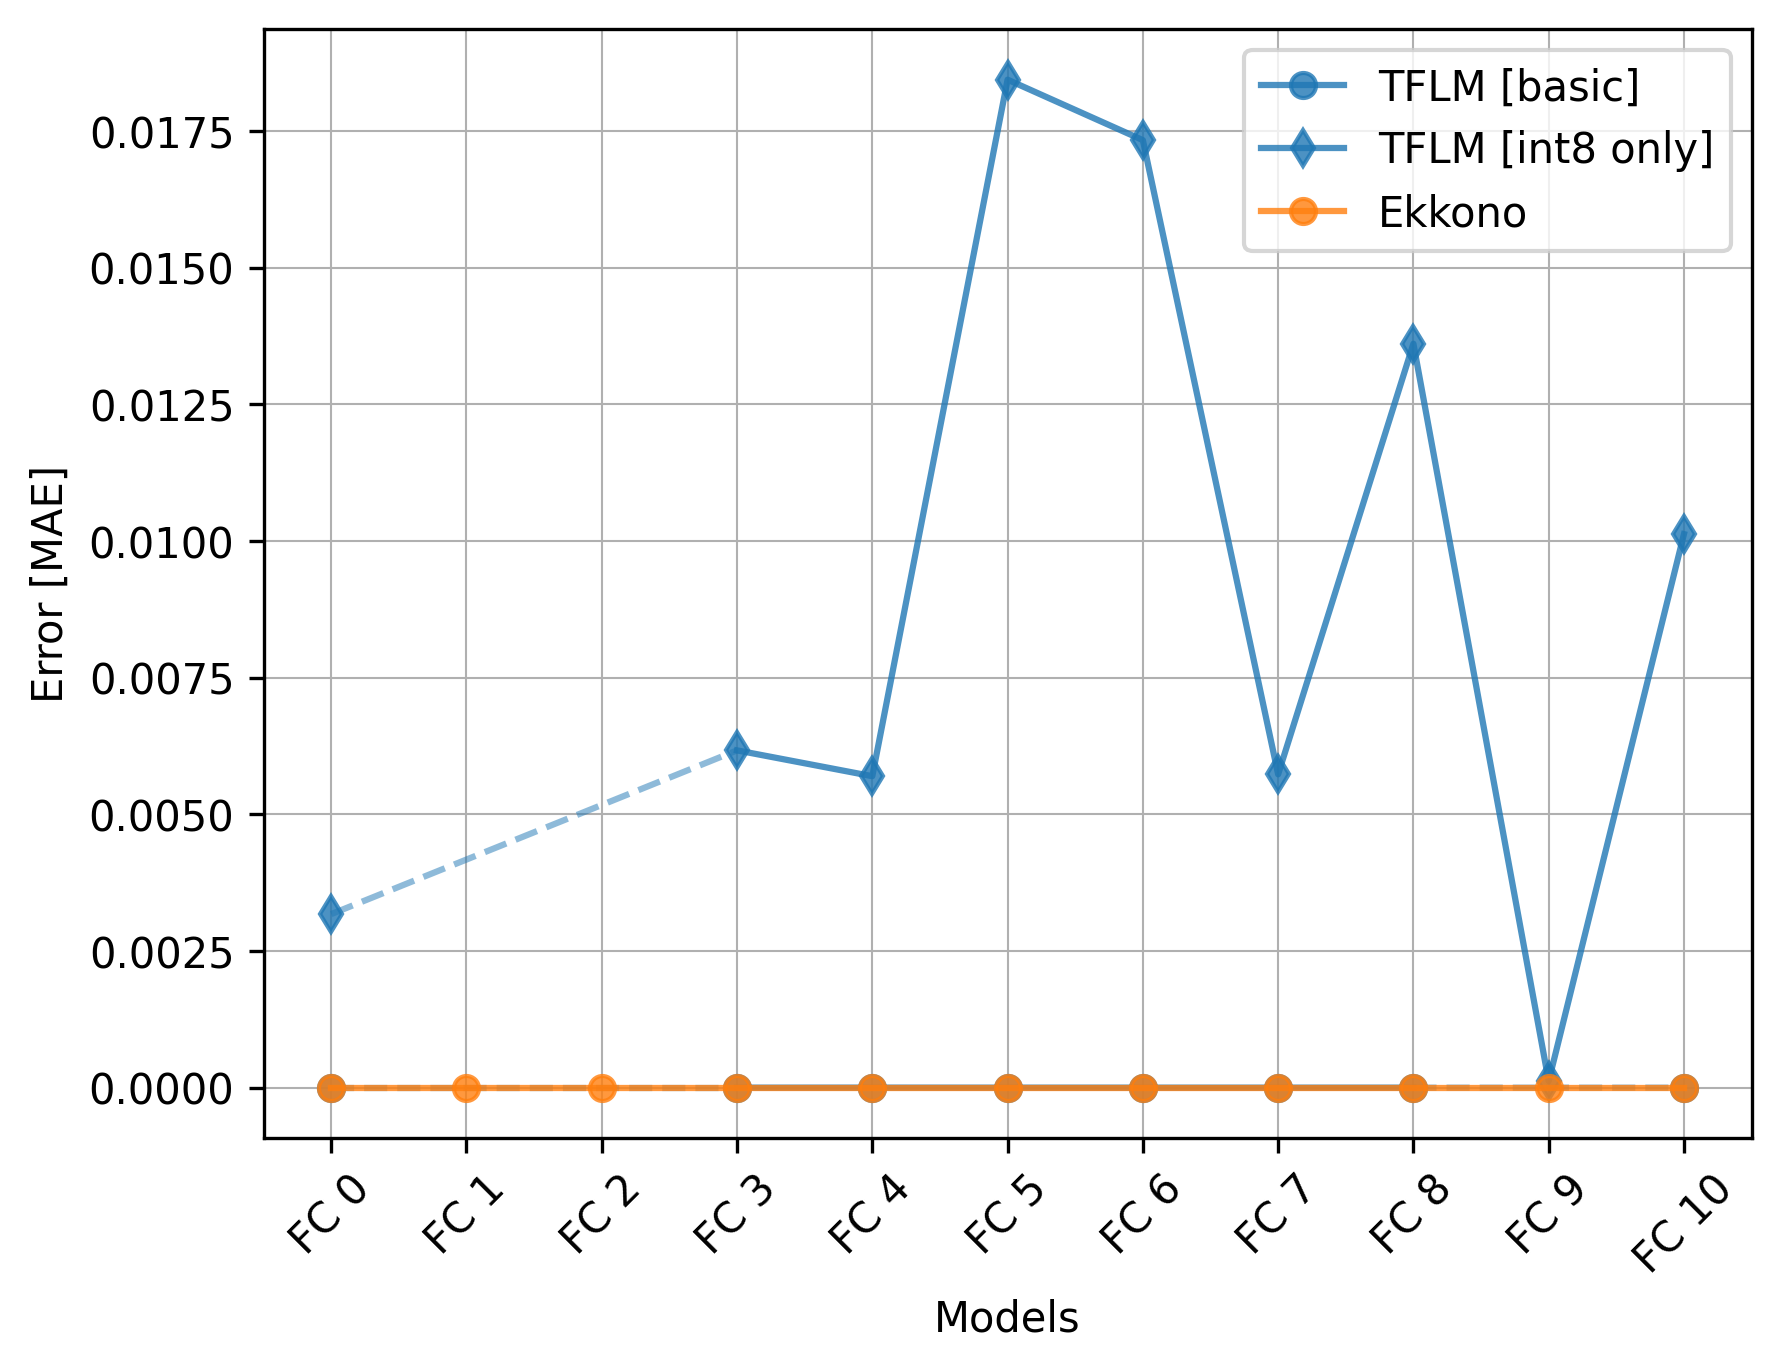 TFLM [basic]
TFLM [int8 only]
Ekkono
Error [MAE]
0.0175
0.0150
0.0125
0.0100
0.0075
0.0050
0.0025
0.0000
FC 0
FC 1
FC 2
FC 3
FC 4
FC 5
FC 6
FC 7
FC 8
FC 9
FC 10
Models